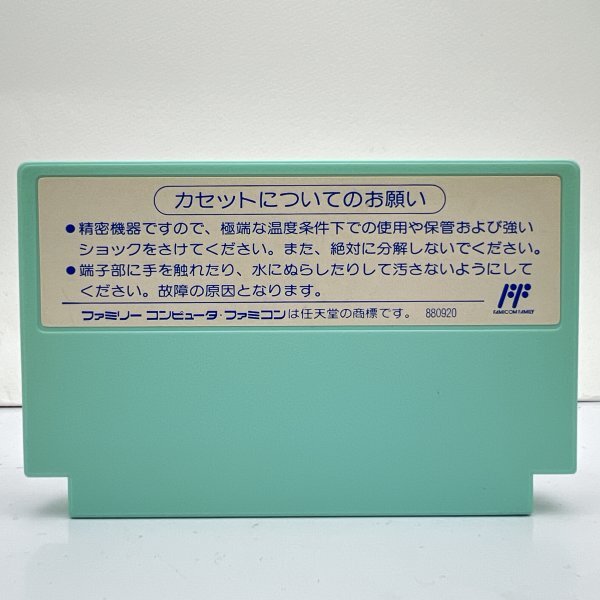 カセットについてのお願い
●精密機器ですので、極端な温度条件下での使用や保管および強い
ショックをさけてください。また、絶対に分解しないでください。
●端子部に手を触れたり、水にぬらしたりして汚さないようにして
ください。故障の原因となります。
ファミリー コンピュータ・ファミコンは任天堂の商標です。 880920
FAMICOM FAMILY